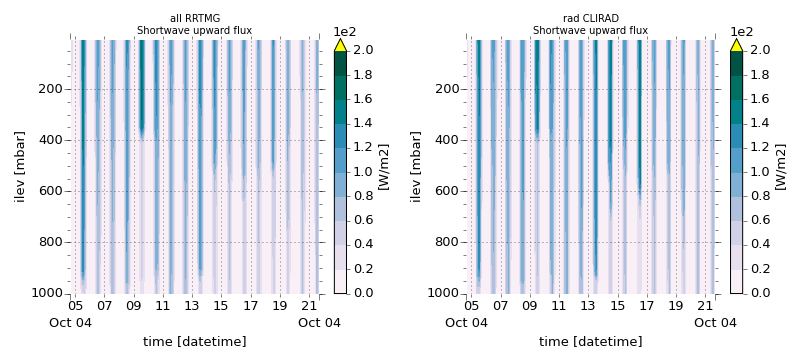 all RRTMG
Shortwave upward flux
1e2
2.0
1.8
1.6
1.4
1.2
1.0
0.8
0.6
0.4
0.2
0.0
[W/m2]
200
400
600
800
1000
ilev [mbar]
05 07 09 11 13 15 17 19 21
Oct 04 Oct 04
time [datetime]
rad CLIRAD
Shortwave upward flux
1e2
2.0
1.8
1.6
1.4
1.2
1.0
0.8
0.6
0.4
0.2
0.0
[W/m2]
200
400
600
800
1000
ilev [mbar]
05 07 09 11 13 15 17 19 21
Oct 04 Oct 04
time [datetime]